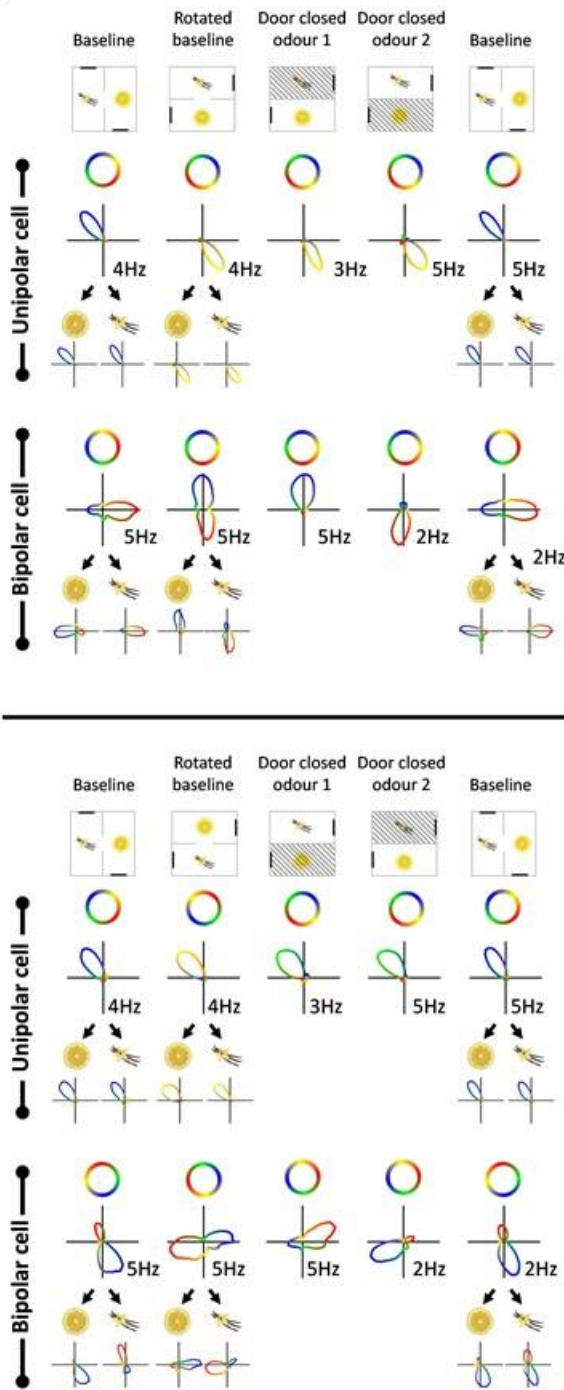 Baseline
Rotated baseline
Door closed odour 1
Door closed odour 2
Baseline
Unipolar cell
4Hz
4Hz
3Hz
5Hz
5Hz
Bipolar cell
5Hz
5Hz
5Hz
2Hz
2Hz
Baseline
Rotated baseline
Door closed odour 1
Door closed odour 2
Baseline
Unipolar cell
4Hz
4Hz
3Hz
5Hz
5Hz
Bipolar cell
5Hz
5Hz
5Hz
2Hz
2Hz